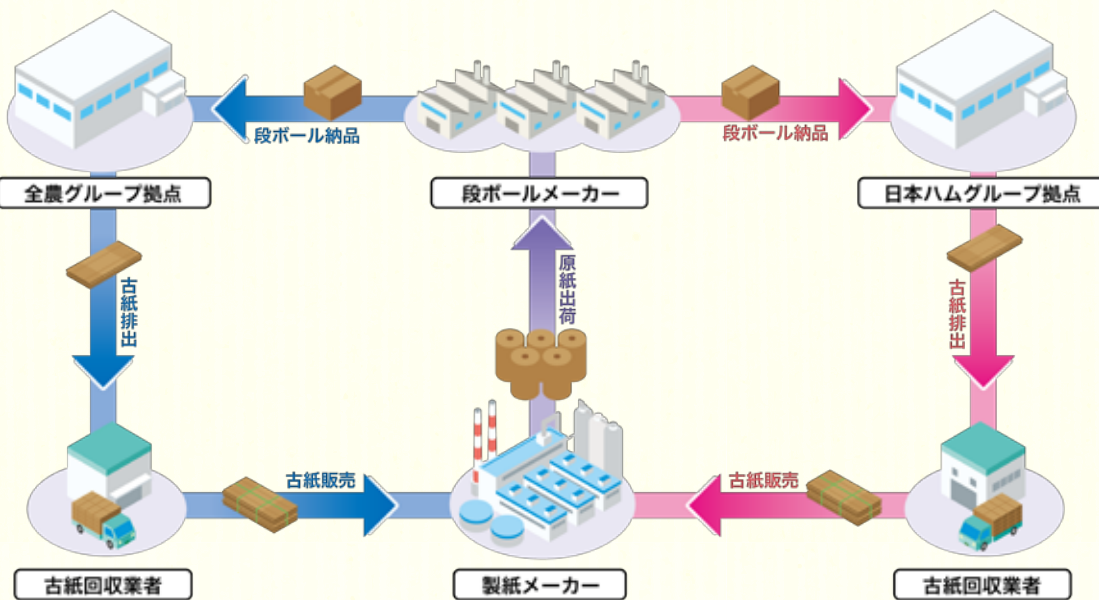 段ボール納品
段ボール納品
全農グループ拠点
段ボールメーカー
日本ハムグループ拠点
古紙排出
原紙出荷
古紙排出
古紙販売
古紙販売
古紙回収業者
製紙メーカー
古紙回収業者